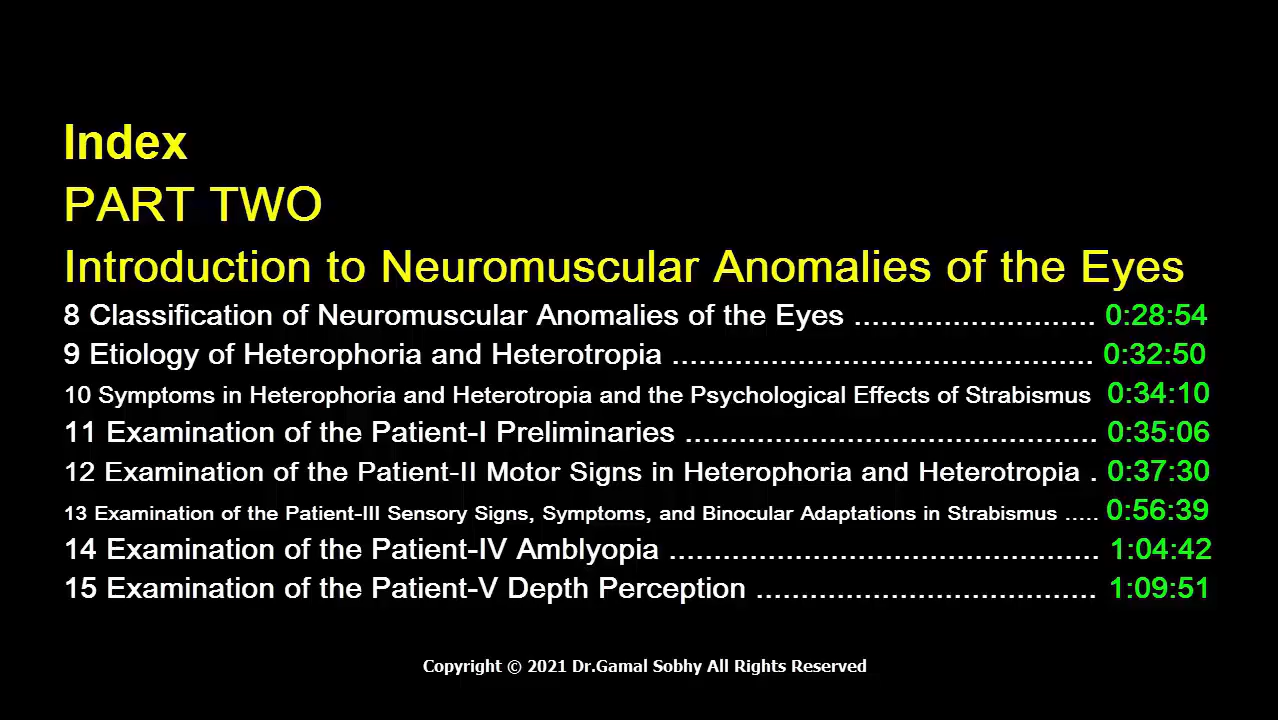 Index
PART TWO
Introduction to Neuromuscular Anomalies of the Eyes
8 Classification of Neuromuscular Anomalies of the Eyes ........................... 0:28:54
9 Etiology of Heterophoria and Heterotropia ............................................... 0:32:50
10 Symptoms in Heterophoria and Heterotropia and the Psychological Effects of Strabismus 0:34:10
11 Examination of the Patient-I Preliminaries .............................................. 0:35:06
12 Examination of the Patient-II Motor Signs in Heterophoria and Heterotropia . 0:37:30
13 Examination of the Patient-III Sensory Signs, Symptoms, and Binocular Adaptations in Strabismus ..... 0:56:39
14 Examination of the Patient-IV Amblyopia ................................................ 1:04:42
15 Examination of the Patient-V Depth Perception ...................................... 1:09:51
Copyright © 2021 Dr.Gamal Sobhy All Rights Reserved